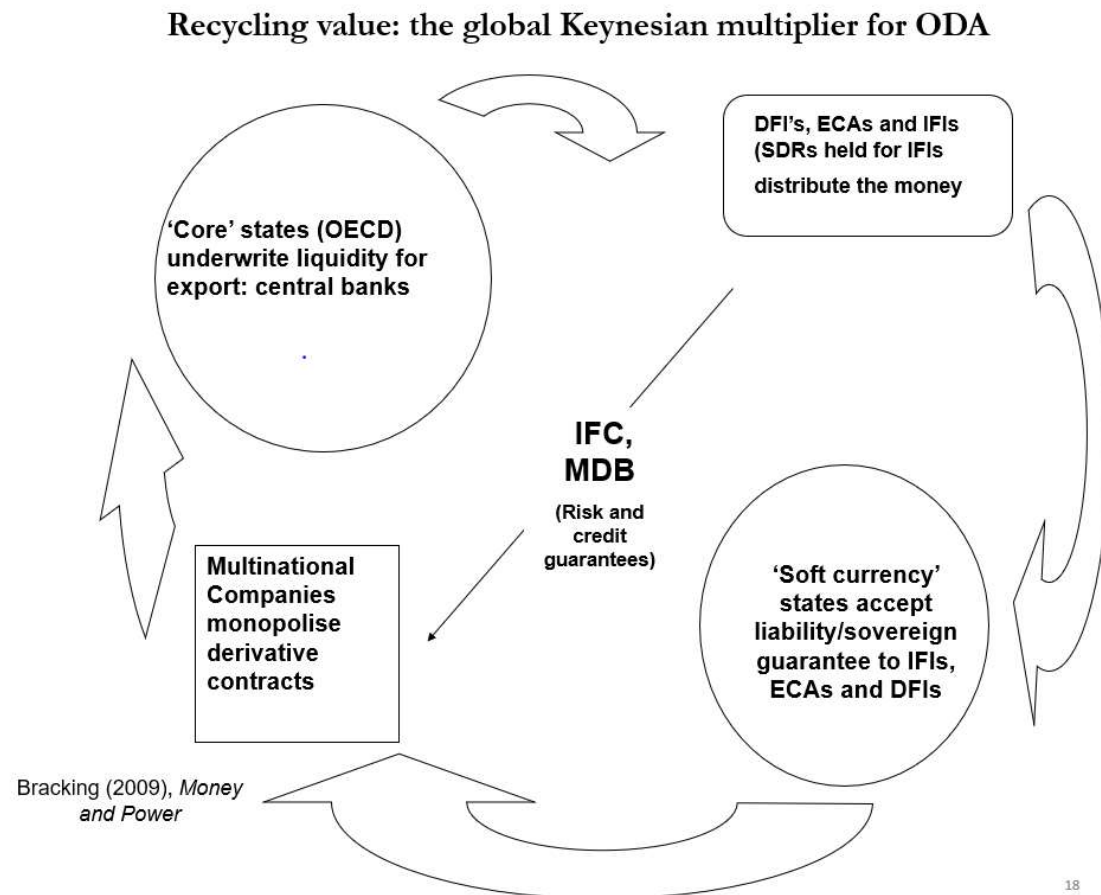 Recycling value: the global Keynesian multiplier for ODA
DFI's, ECAs and IFIs
(SDRs held for IFIs
distribute the money
'Core' states (OECD)
underwrite liquidity for
export: central banks
IFC,
MDB
(Risk and
credit
guarantees)
Multinational
Companies
monopolise
derivative
contracts
'Soft currency'
states accept
liability/sovereign
guarantee to IFIs,
ECAs and DFIs
Bracking (2009), Money
and Power
18